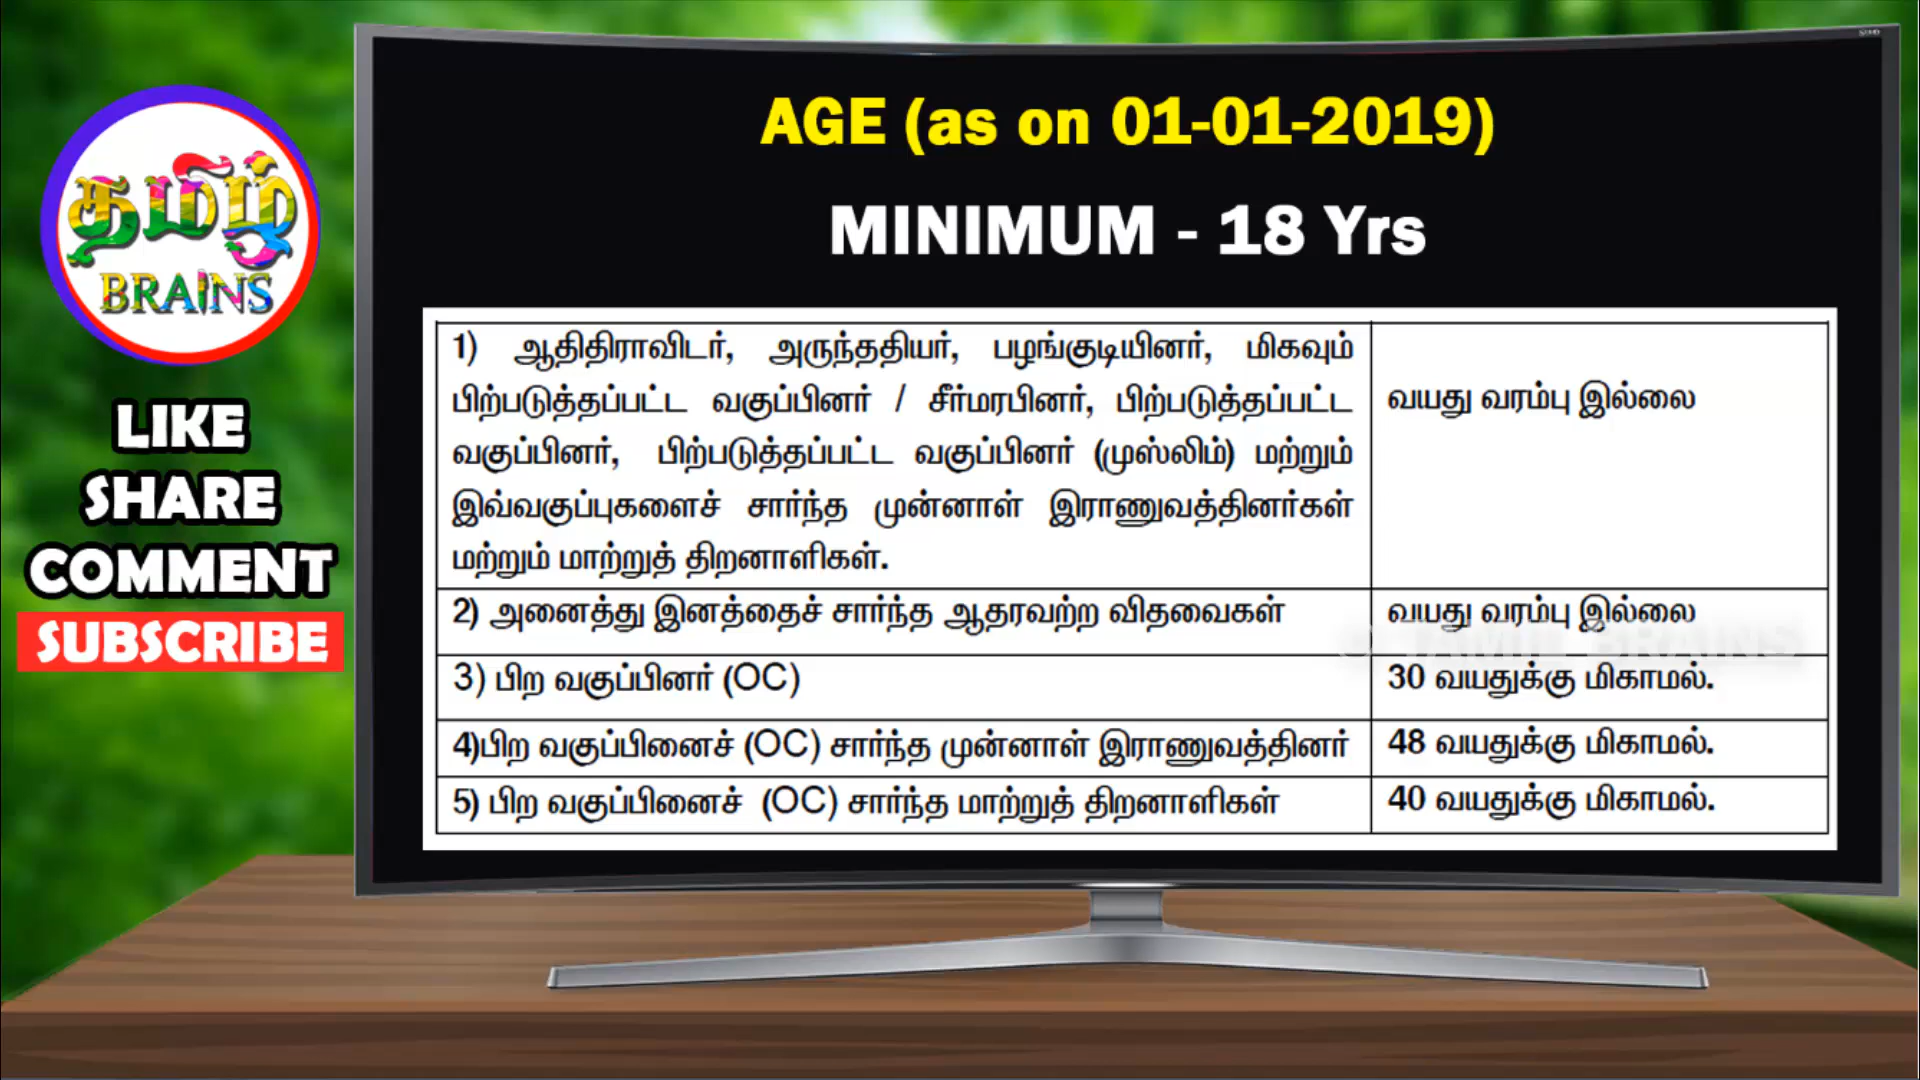 தமிழ்
BRAINS
LIKE
SHARE
COMMENT
SUBSCRIBE
AGE (as on 01-01-2019)
MINIMUM - 18 Yrs
1) ஆதிதிராவிடர், அருந்ததியர், பழங்குடியினர், மிகவும்
பிற்படுத்தப்பட்ட வகுப்பினர் / சீர்மரபினர், பிற்படுத்தப்பட்ட
வகுப்பினர், பிற்படுத்தப்பட்ட வகுப்பினர் (முஸ்லிம்) மற்றும்
இவ்வகுப்புகளைச் சார்ந்த முன்னாள் இராணுவத்தினர்கள்
மற்றும் மாற்றுத் திறனாளிகள்.
வயது வரம்பு இல்லை
2) அனைத்து இனத்தைச் சார்ந்த ஆதரவற்ற விதவைகள்
வயது வரம்பு இல்லை
© TAMIL BRAINS
3) பிற வகுப்பினர் (OC)
30 வயதுக்கு மிகாமல்.
4)பிற வகுப்பினைச் (OC) சார்ந்த முன்னாள் இராணுவத்தினர்
48 வயதுக்கு மிகாமல்.
5) பிற வகுப்பினைச் (OC) சார்ந்த மாற்றுத் திறனாளிகள்
40 வயதுக்கு மிகாமல்.